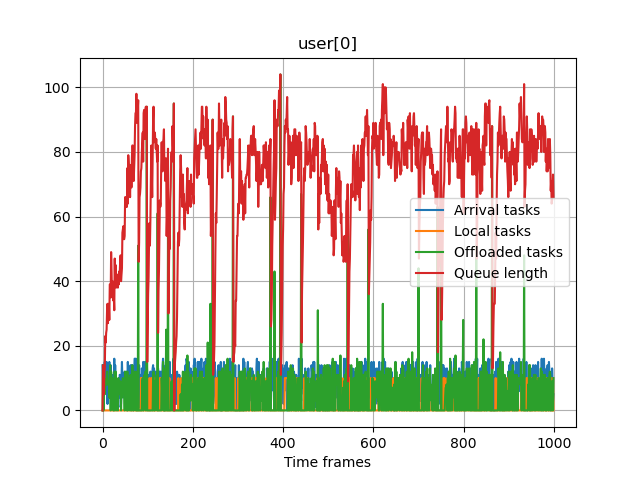 user[0]
100
80
60
40
20
0
Arrival tasks
Local tasks
Offloaded tasks
Queue length
0 200 400 600 800 1000
Time frames